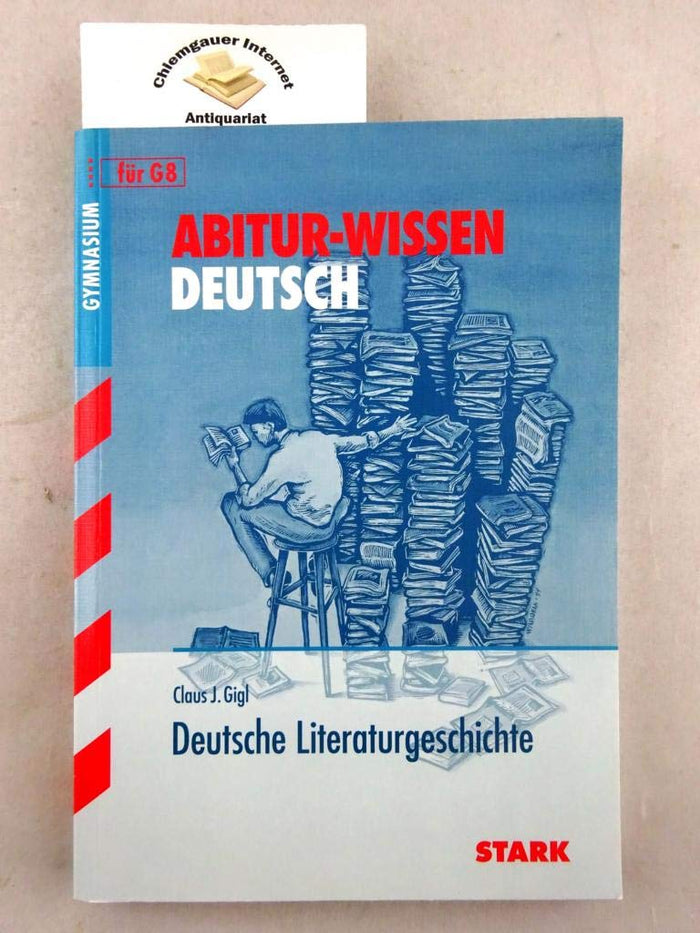 Chiemgauer Internet
Antiquariat
für G8
GYMNASIUM
ABITUR-WISSEN
DEUTSCH
Claus J. Gigl
Deutsche Literaturgeschichte
STARK